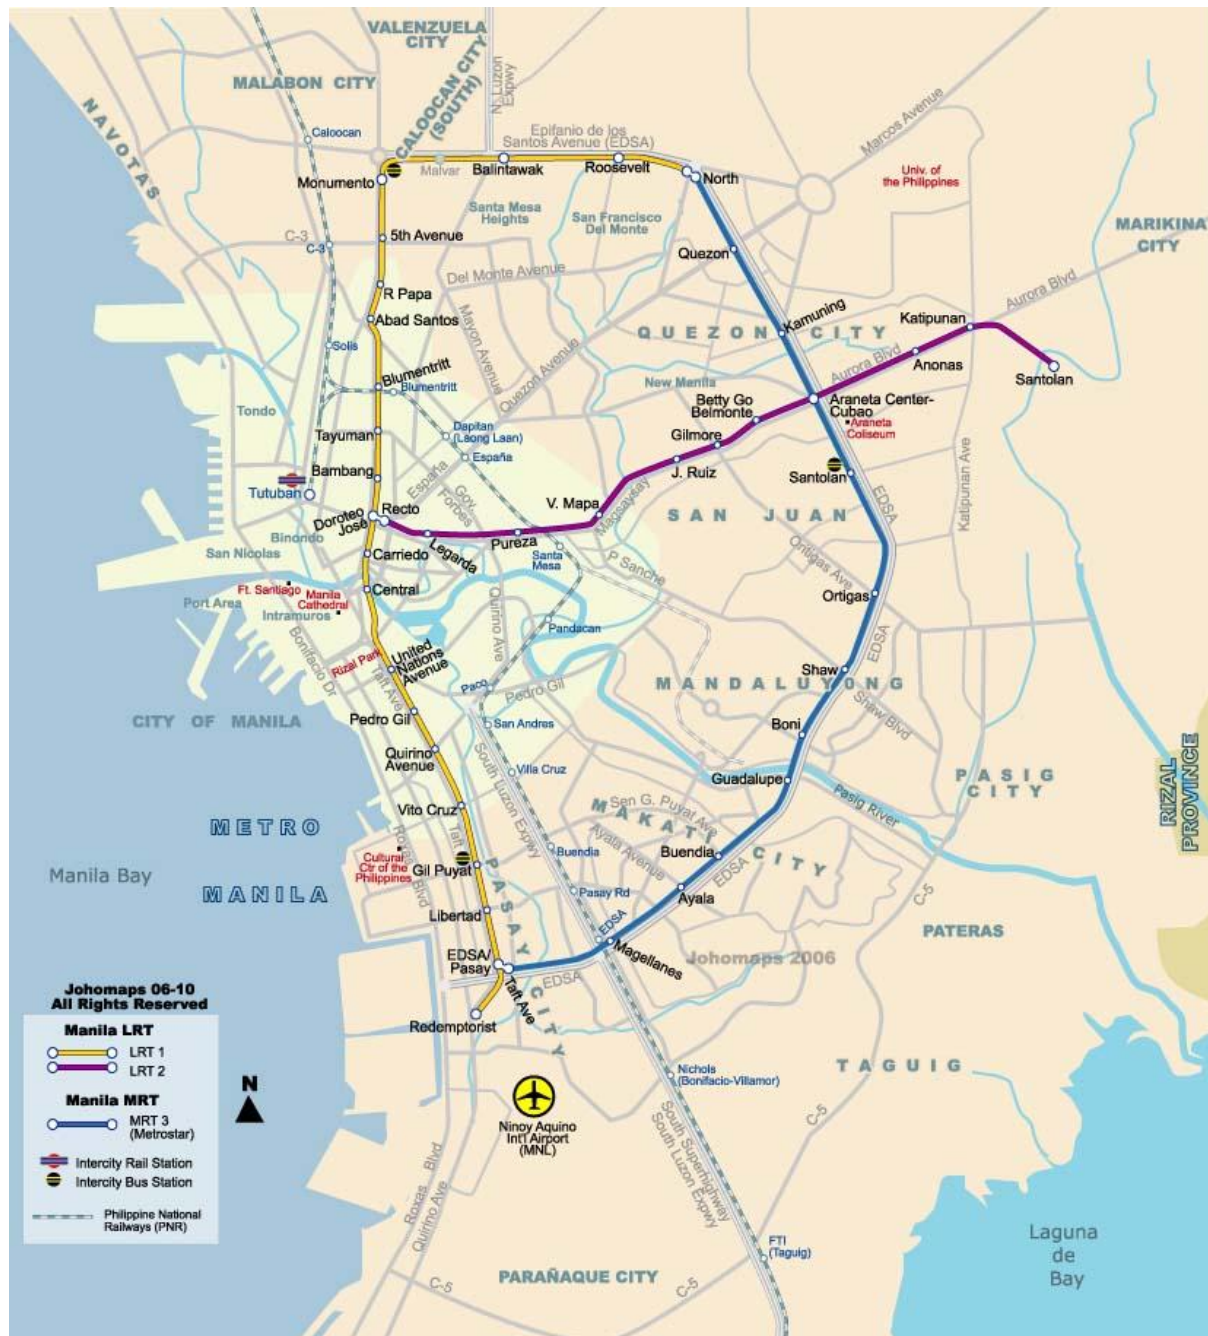 VALENZUELA
CITY
N. Luzon
Expwy
MALABON CITY
CALOOCAN CITY
(SOUTH)
NAVOTAS
Caloocan
Epifanio de los
Santos Avenue (EDSA)
Marcos Avenue
Malvar
Balintawak
Roosevelt
North
Monumento
Univ. of
the Philippines
Santa Mesa
Heights
San Francisco
Del Monte
MARIKINA
CITY
C-3
C-3
5th Avenue
Quezon
Del Monte Avenue
Aurora Blvd
R Papa
Abad Santos
Mayon Avenue
Kamuning
Katipunan
QUEZON CITY
Solis
Quezon Avenue
Aurora Blvd
Anonas
Santolan
Blumentritt
Blumentritt
New Manila
Betty Go
Belmonte
Araneta Center-
Cubao
Araneta
Coliseum
Tondo
Dapitan
(Laong Laan)
Tayuman
Gilmore
España
España
J. Ruiz
Bambang
Santolan
Katipunan Ave
Tutuban
Gov
Forbes
V. Mapa
Magsaysay
EDSA
Doroteo
José
Recto
SAN JUAN
Binondo
Legarda
Pureza
San Nicolas
Carriedo
Santa
Mesa
P Sanche
Ortigas Ave
Ft. Santiago
Manila
Cathedral
Central
Ortigas
Port Area
Intramuros
Quirino Ave
Pandacan
Bonifacio Dr
EDSA
Rizal Park
United
Nations
Avenue
Shaw
Taft Ave
Paco
Pedro Gil
MANDALUYONG
Shaw Blvd
CITY OF MANILA
Pedro Gil
San Andres
Boni
Quirino
Avenue
South Luzon Expwy
Villa Cruz
Guadalupe
PASIG
CITY
RIZAL
PROVINCE
Pasig River
Vito Cruz
Sen G. Puyat Ave
MAKATI
CITY
METRO
MANILA
Taft
Roxas Blvd
Cultural
Ctr of the
Philippines
Buendia
Ayala Avenue
Buendia
EDSA
Manila Bay
Gil Puyat
PASAY
CITY
Pasay Rd
Ayala
C-5
Libertad
EDSA
PATERAS
EDSA/
Pasay
Magellanes
Johomaps 2006
Taft Ave
EDSA
Redemptorist
Johomaps 06-10
All Rights Reserved
Manila LRT
LRT 1
LRT 2
Manila MRT
MRT 3
(Metrostar)
Intercity Rail Station
Intercity Bus Station
Philippine National
Railways (PNR)
N
Nichols
(Bonifacio-Villamor)
TAGUIG
Ninoy Aquino
Int'l Airport
(MNL)
C-5
South Superhighway
South Luzon Expwy
Roxas Blvd
Quirino Ave
FTI
(Taguig)
Laguna
de
Bay
PARAÑAQUE CITY
C-5
C-5